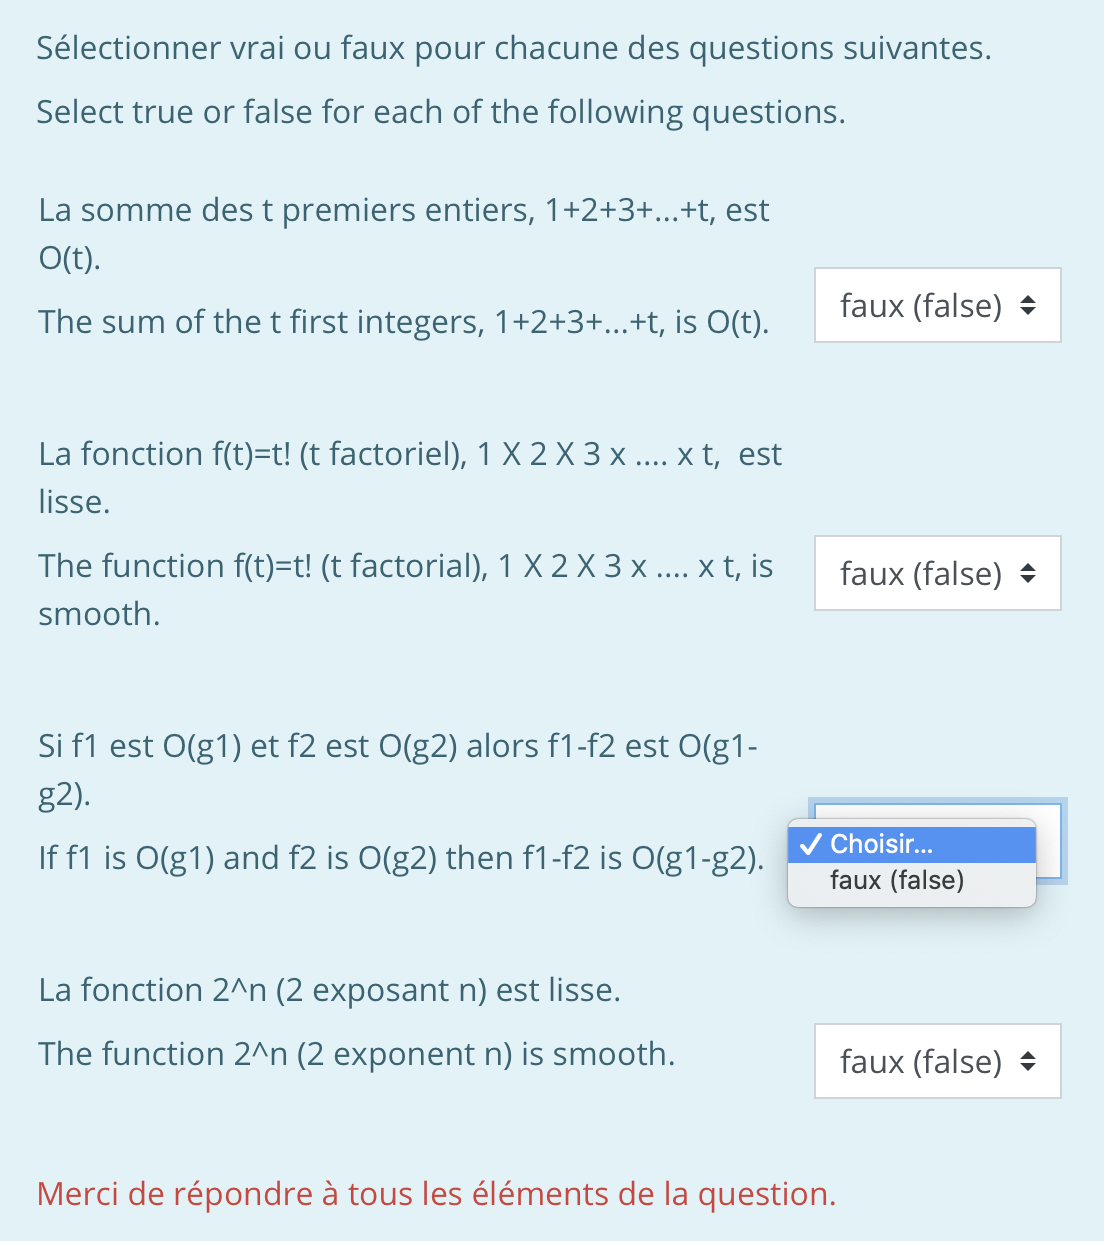 Sélectionner vrai ou faux pour chacune des questions suivantes.
Select true or false for each of the following questions.
La somme des t premiers entiers, 1+2+3+...+t, est
O(t).
The sum of the t first integers, 1+2+3+...+t, is O(t).
faux (false)
La fonction f(t)=t! (t factoriel), 1 X 2 X 3 x .... x t,  est
lisse.
The function f(t)=t! (t factorial), 1 X 2 X 3 x .... x t, is
smooth.
faux (false)
Si f1 est O(g1) et f2 est O(g2) alors f1-f2 est O(g1-
g2).
If f1 is O(g1) and f2 is O(g2) then f1-f2 is O(g1-g2).
✓ Choisir...
faux (false)
La fonction 2^n (2 exposant n) est lisse.
The function 2^n (2 exponent n) is smooth.
faux (false)
Merci de répondre à tous les éléments de la question.